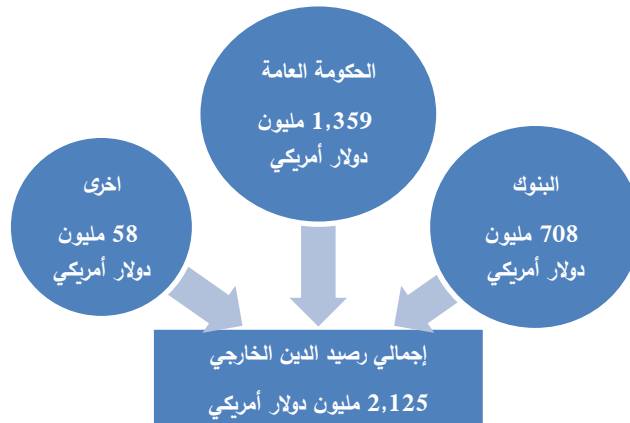 الحكومة العامة
1,359 مليون
دولار أمريكي
البنوك
708 مليون
دولار أمريكي
اخرى
58 مليون
دولار أمريكي
إجمالي رصيد الدين الخارجي
2,125 مليون دولار أمريكي